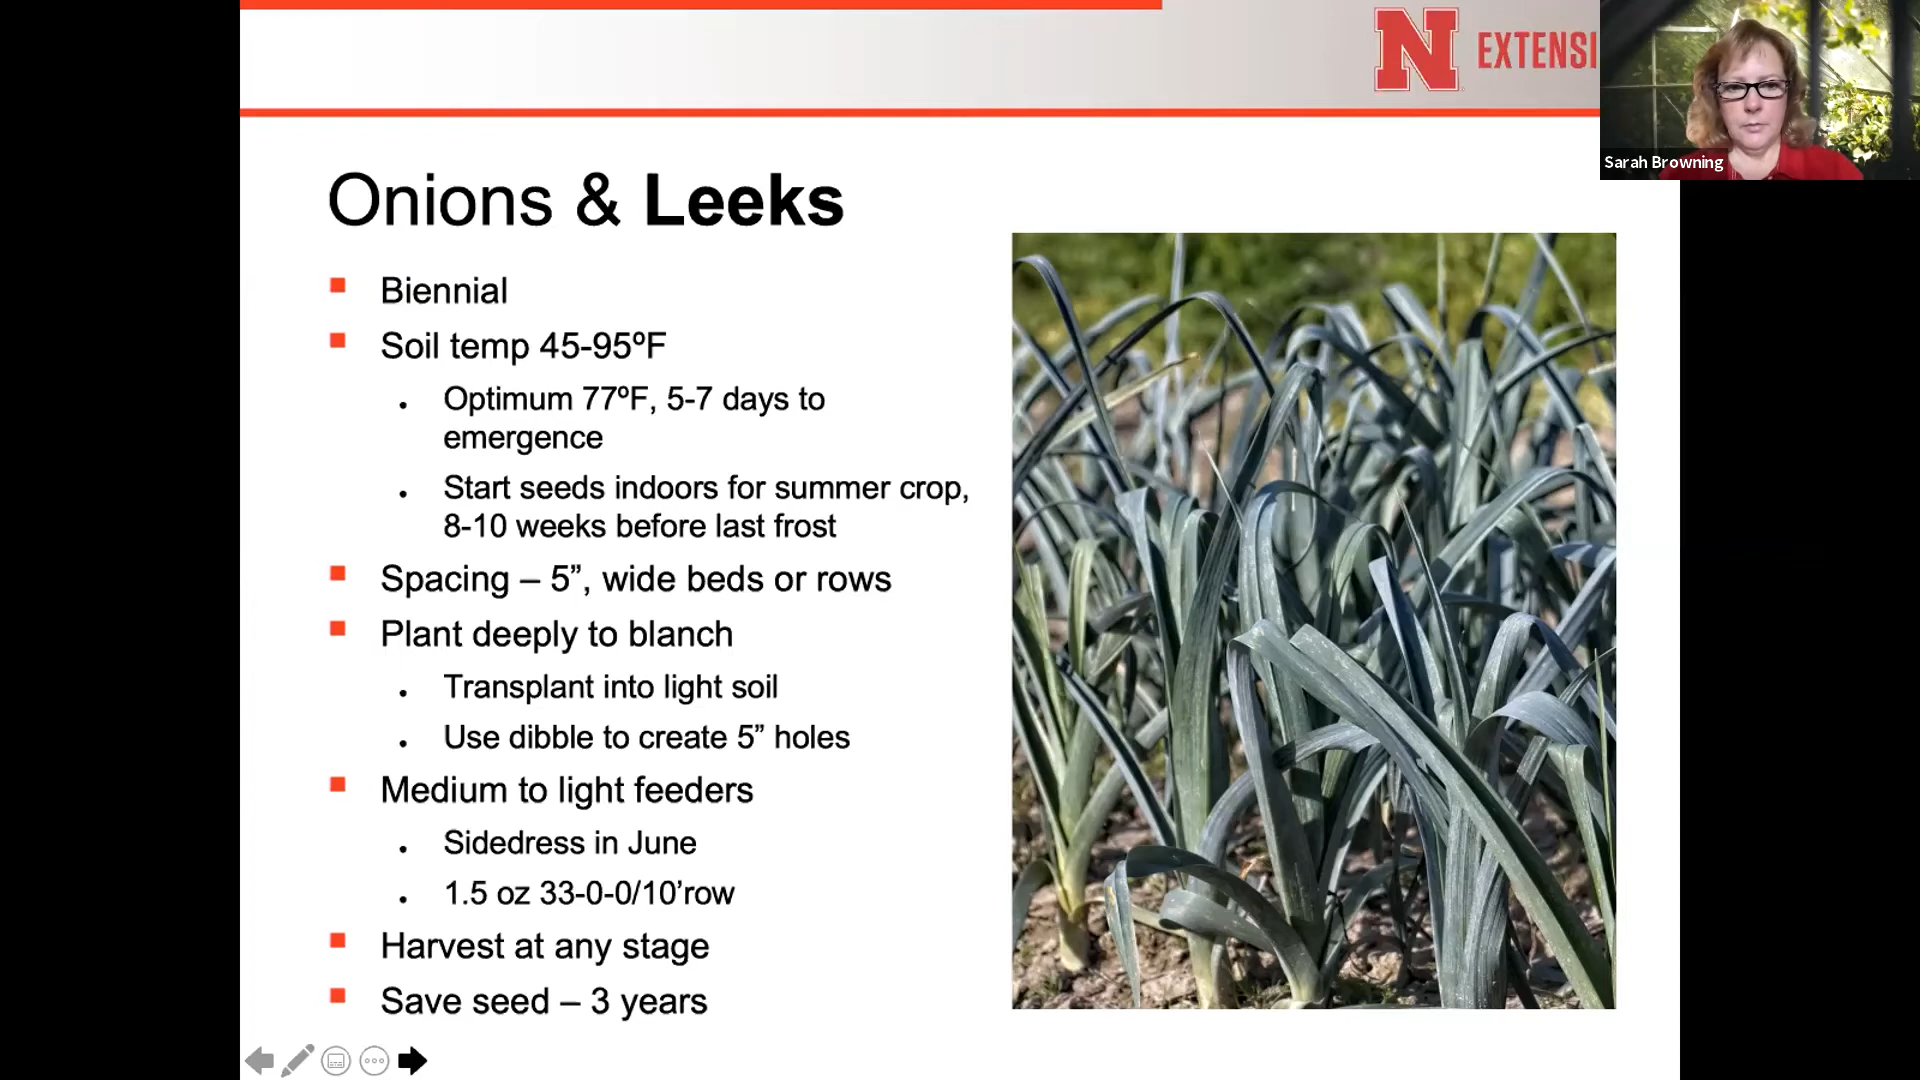 N EXTENSI
Sarah Browning
Onions & Leeks
Biennial
Soil temp 45-95ºF
Optimum 77ºF, 5-7 days to
emergence
Start seeds indoors for summer crop,
8-10 weeks before last frost
Spacing – 5”, wide beds or rows
Plant deeply to blanch
Transplant into light soil
Use dibble to create 5” holes
Medium to light feeders
Sidedress in June
1.5 oz 33-0-0/10’row
Harvest at any stage
Save seed – 3 years